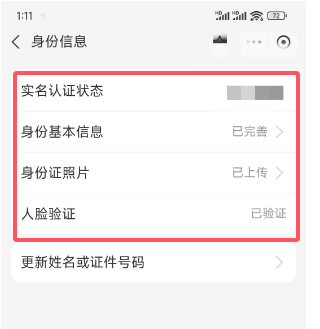 1:11
72
身份信息
实名认证状态
身份基本信息 已完善
身份证照片 已上传
人脸验证 已验证
更新姓名或证件号码